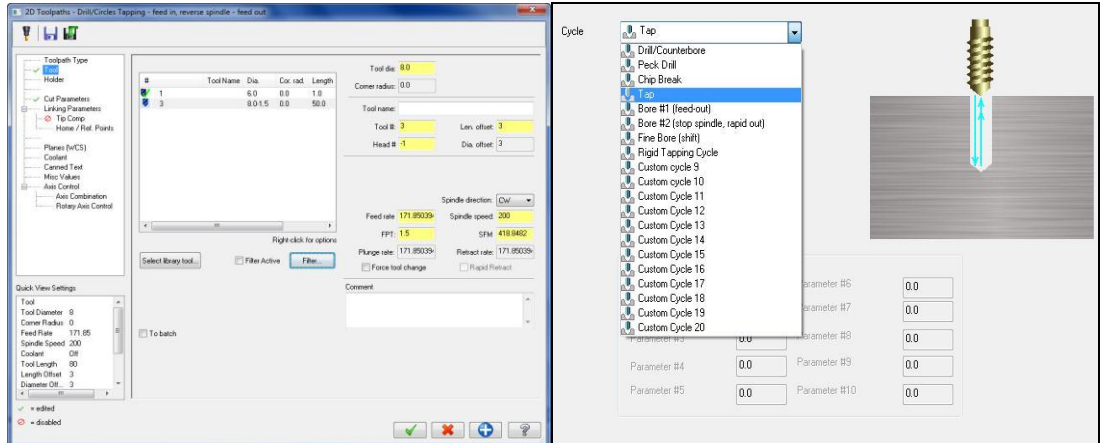 2D Toolpaths - Drill/Circles Tapping - feed in, reverse spindle - feed out
Toolpath Type
Tool
Holder
Cut Parameters
Linking Parameters
Tip Comp
Home / Ref. Points
Planes (WCS)
Coolant
Canned Text
Misc Values
Axis Control
Axis Combination
Rotary Axis Control
# Tool Name Dia. Cor. rad. Length
1 6.0 0.0 1.0
3 8.0-1.5 0.0 50.0
Right-click for options
Select library tool...
Filter Active
Filter...
To batch
Tool dia: 8.0
Corner radius: 0.0
Tool name:
Tool #: 3 Len. offset: 3
Head # -1 Dia. offset: 3
Spindle direction: CW
Feed rate: 171.85039 Spindle speed: 200
FPT: 1.5 SFM 418.8482
Plunge rate: 171.85039 Retract rate: 171.85039
Force tool change Rapid Retract
Comment
Quick View Settings
Tool
Tool Diameter 8
Corner Radius 0
Feed Rate 171.85
Spindle Speed 200
Coolant Off
Tool Length 80
Length Offset 3
Diameter Off... 3
= edited
= disabled
Cycle Tap
Drill/Counterbore
Peck Drill
Chip Break
Tap
Bore #1 (feed-out)
Bore #2 (stop spindle, rapid out)
Fine Bore (shift)
Rigid Tapping Cycle
Custom cycle 9
Custom cycle 10
Custom Cycle 11
Custom Cycle 12
Custom Cycle 13
Custom Cycle 14
Custom Cycle 15
Custom Cycle 16
Custom Cycle 17
Custom Cycle 18
Custom Cycle 19
Custom Cycle 20
Parameter #6 0.0
Parameter #7 0.0
Parameter #3 0.0 Parameter #8 0.0
Parameter #4 0.0 Parameter #9 0.0
Parameter #5 0.0 Parameter #10 0.0